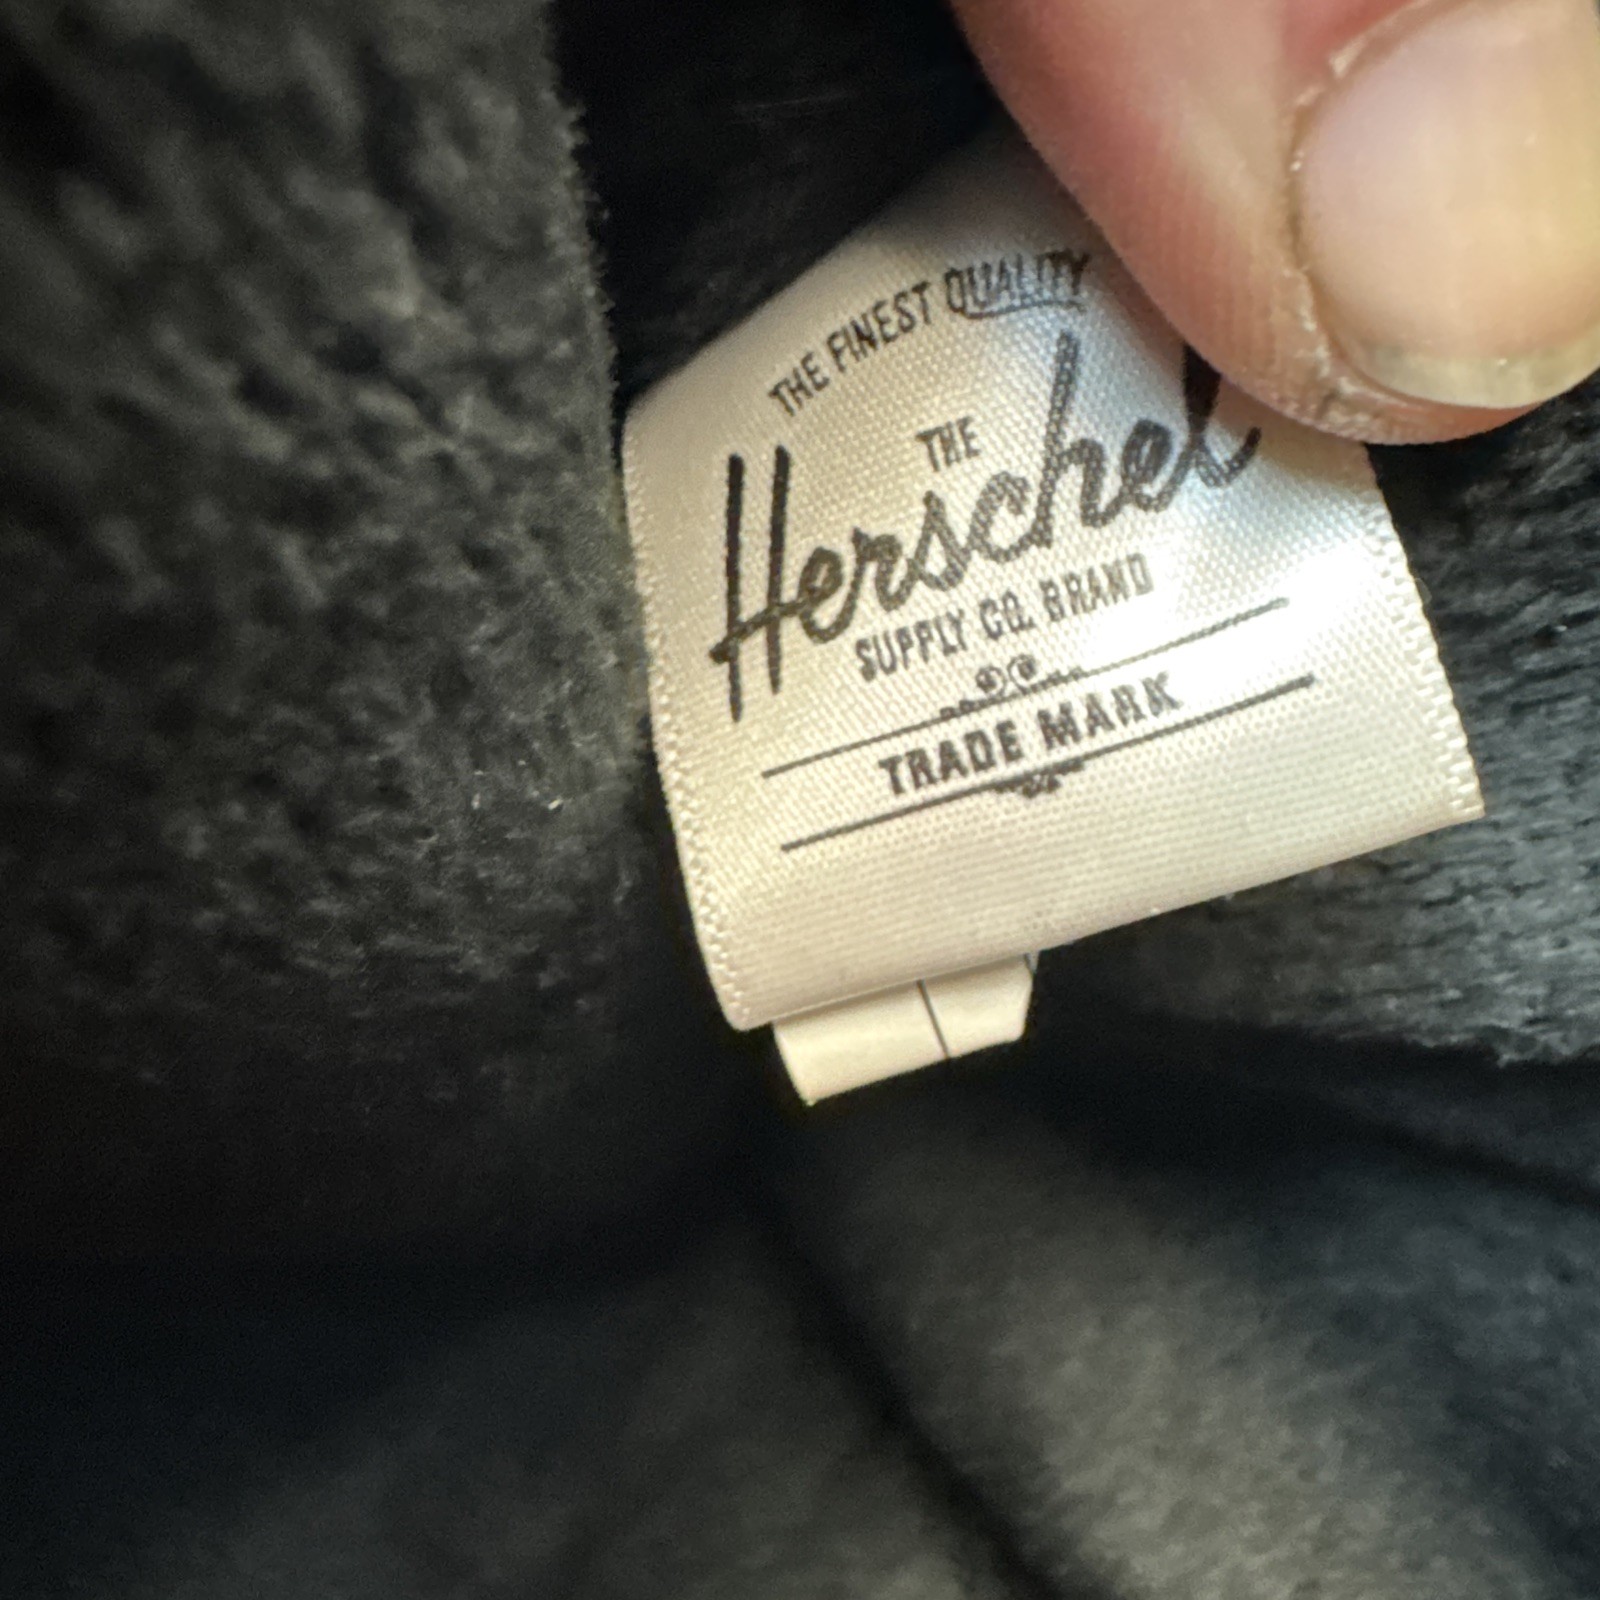 THE FINEST QUALITY
THE
Herschel
SUPPLY CO. BRAND
TRADE MARK